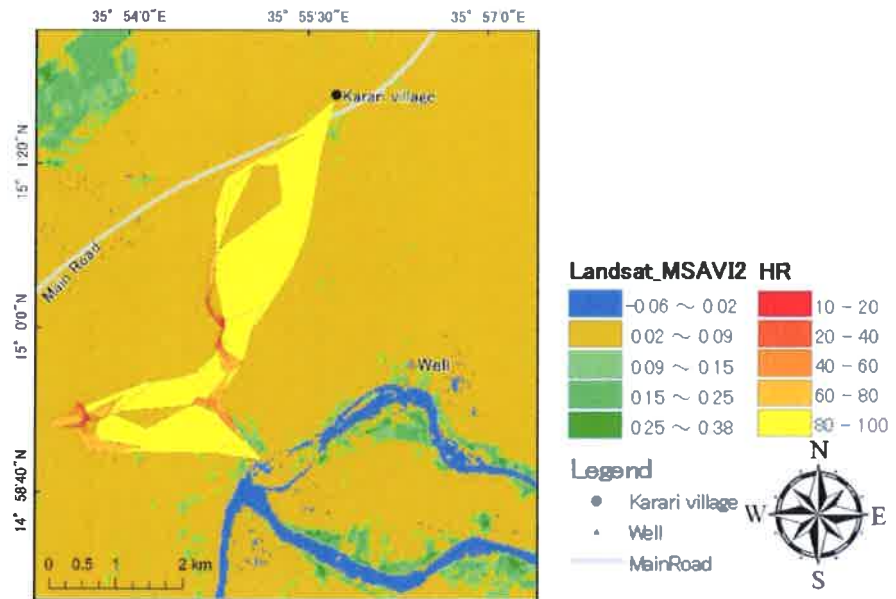 35° 54′0″E 35° 55′30″E 35° 57′0″E
Karari village
15° 1′20″N
Main Road
15° 0′0″N
Well
14° 58′40″N
0 0.5 1 2 km
Landsat_MSAVI2 HR
-0.06 ~ 0.02 10 - 20
0.02 ~ 0.09 20 - 40
0.09 ~ 0.15 40 - 60
0.15 ~ 0.25 60 - 80
0.25 ~ 0.38 80 - 100
Legend
Karari village
Well
MainRoad
N
W E
S